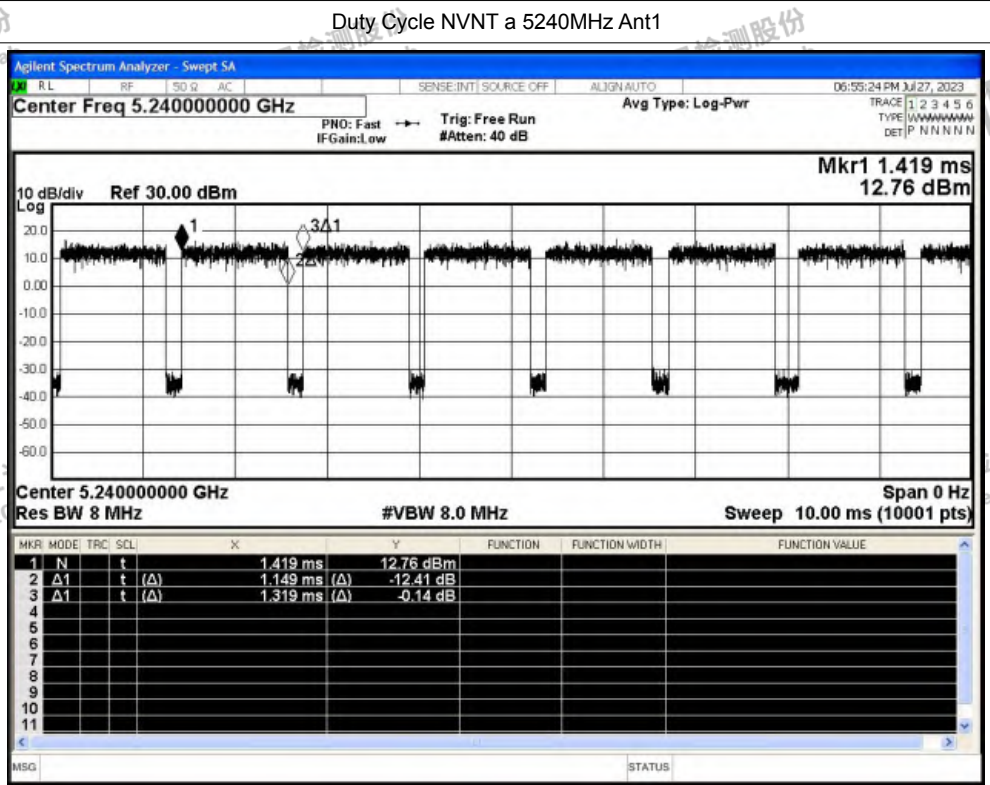 Duty Cycle NVNT a 5240MHz Ant1
检测股份
检测股份
Agilent Spectrum Analyzer - Swept SA
RL RF 50 Ω AC SENSE:INT SOURCE OFF ALIGN AUTO 06:55:24 PM Jul 27, 2023
Center Freq 5.240000000 GHz
PNO: Fast
IFGain:Low
Trig: Free Run
#Atten: 40 dB
Avg Type: Log-Pwr
TRACE 1 2 3 4 5 6
TYPE W
DET P N N N N N
Mkr1 1.419 ms
12.76 dBm
10 dB/div Ref 30.00 dBm
Log
20.0
10.0
0.00
-10.0
-20.0
-30.0
-40.0
-50.0
-60.0
1
3Δ1
2Δ1
Center 5.240000000 GHz Span 0 Hz
Res BW 8 MHz #VBW 8.0 MHz Sweep 10.00 ms (10001 pts)
MKR MODE TRC SCL X Y FUNCTION FUNCTION WIDTH FUNCTION VALUE
1 N t 1.419 ms 12.76 dBm
2 Δ1 t (Δ) 1.149 ms (Δ) -12.41 dB
3 Δ1 t (Δ) 1.319 ms (Δ) -0.14 dB
4
5
6
7
8
9
10
11
MSG STATUS